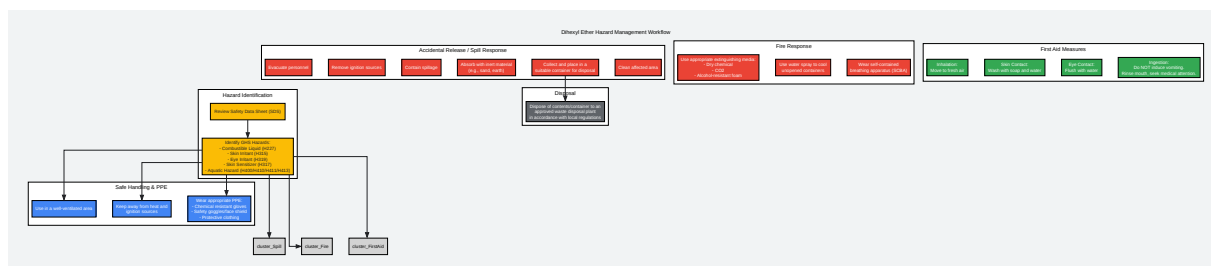 Dihexyl Ether Hazard Management Workflow
Accidental Release / Spill Response
Evacuate personnel
Remove ignition sources
Contain spillage
Absorb with inert material
(e.g., sand, earth)
Collect and place in a
suitable container for disposal
Clean affected area
Fire Response
Use appropriate extinguishing media:
- Dry chemical
- CO2
- Alcohol-resistant foam
Use water spray to cool
unopened containers
Wear self-contained
breathing apparatus (SCBA)
First Aid Measures
Inhalation:
Move to fresh air
Skin Contact:
Wash with soap and water
Eye Contact:
Flush with water
Ingestion:
Do NOT induce vomiting.
Rinse mouth, seek medical attention.
Disposal
Dispose of contents/container to an
approved waste disposal plant
in accordance with local regulations
Hazard Identification
Review Safety Data Sheet (SDS)
Identify GHS Hazards:
- Combustible Liquid (H227)
- Skin Irritant (H315)
- Eye Irritant (H319)
- Skin Sensitizer (H317)
- Aquatic Hazard (H400/H410/H411/H413)
Safe Handling & PPE
Use in a well-ventilated area
Keep away from heat and
ignition sources
Wear appropriate PPE:
- Chemical resistant gloves
- Safety goggles/face shield
- Protective clothing
cluster_Spill
cluster_Fire
cluster_FirstAid